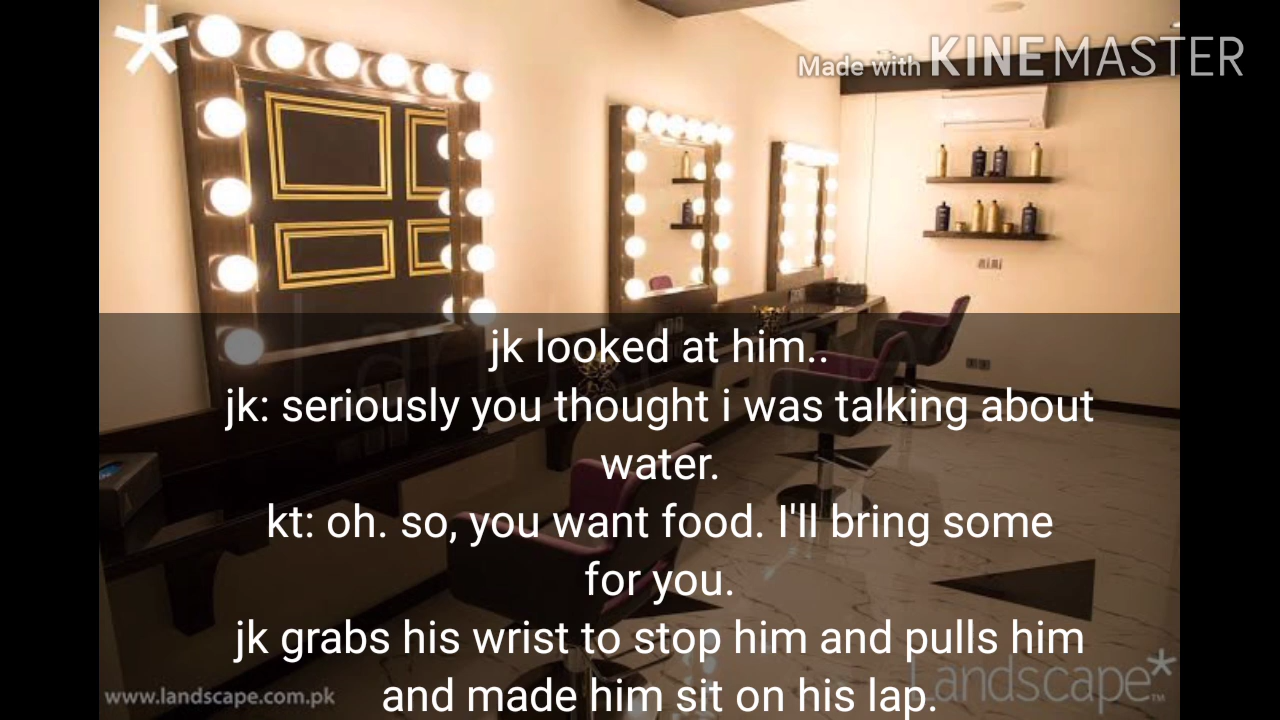 Made with KINEMASTER
jk looked at him..
jk: seriously you thought i was talking about
water.
kt: oh. so, you want food. I'll bring some
for you.
jk grabs his wrist to stop him and pulls him
and made him sit on his lap.
Landscape
www.landscape.com.pk